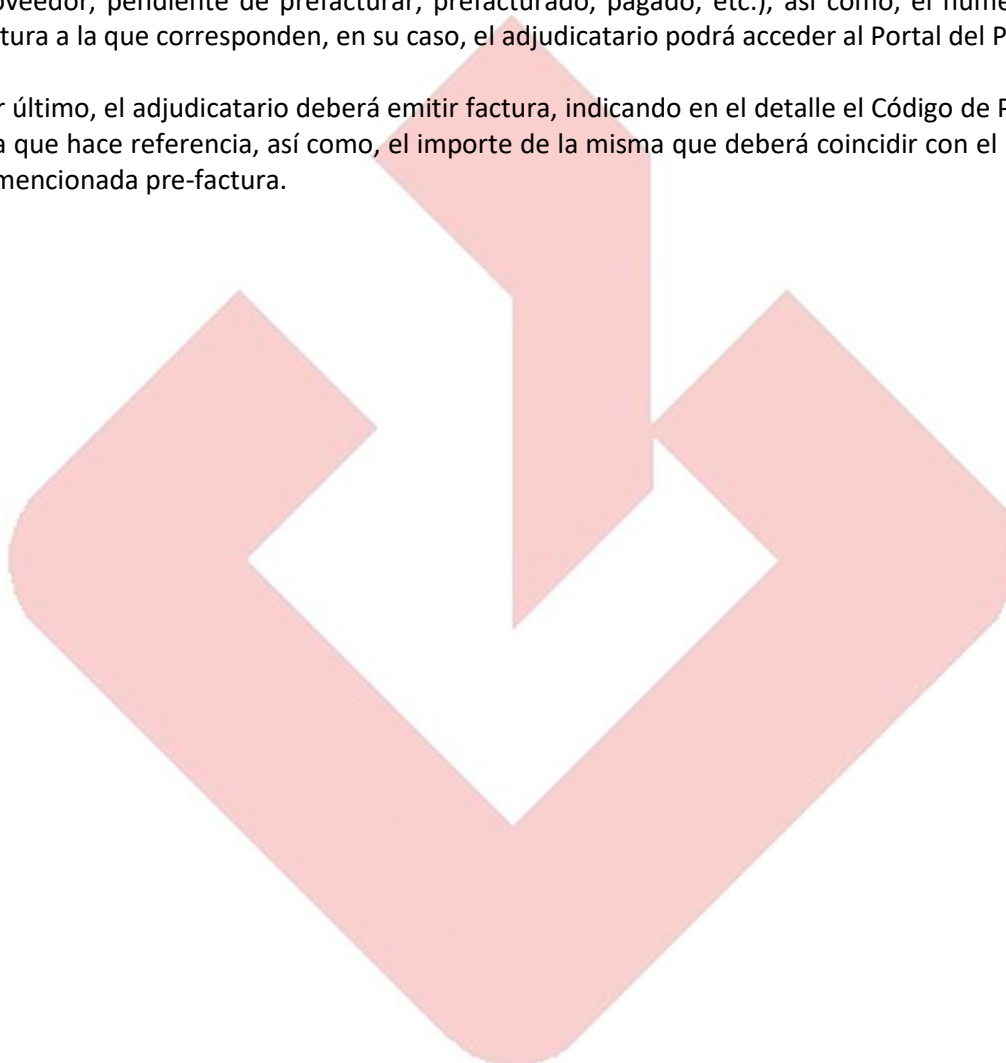 veedor, pendiente de prefacturar, prefacturado, pagado, etc.), así como, el núme
tura a la que corresponden, en su caso, el adjudicatario podrá acceder al Portal del P
r último, el adjudicatario deberá emitir factura, indicando en el detalle el Código de P
a que hace referencia, así como, el importe de la misma que deberá coincidir con el
mencionada pre-factura.